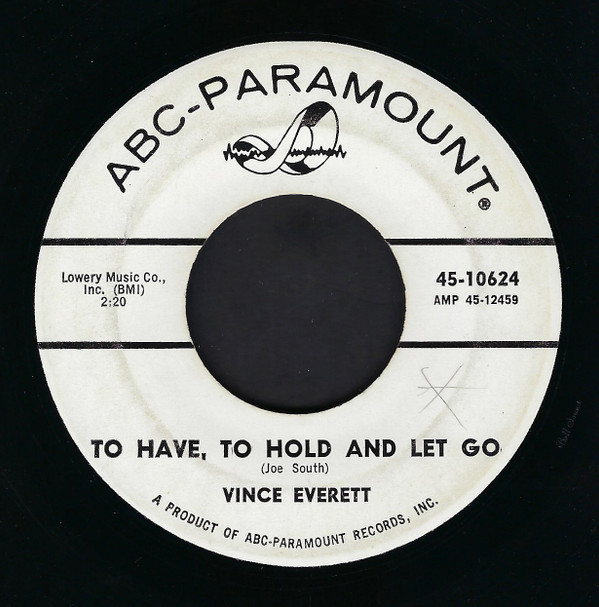 ABC-PARAMOUNT®
Lowery Music Co.,
Inc. (BMI)
2:20
45-10624
AMP 45-12459
TO HAVE, TO HOLD AND LET GO
(Joe South)
VINCE EVERETT
A PRODUCT OF ABC-PARAMOUNT RECORDS, INC.